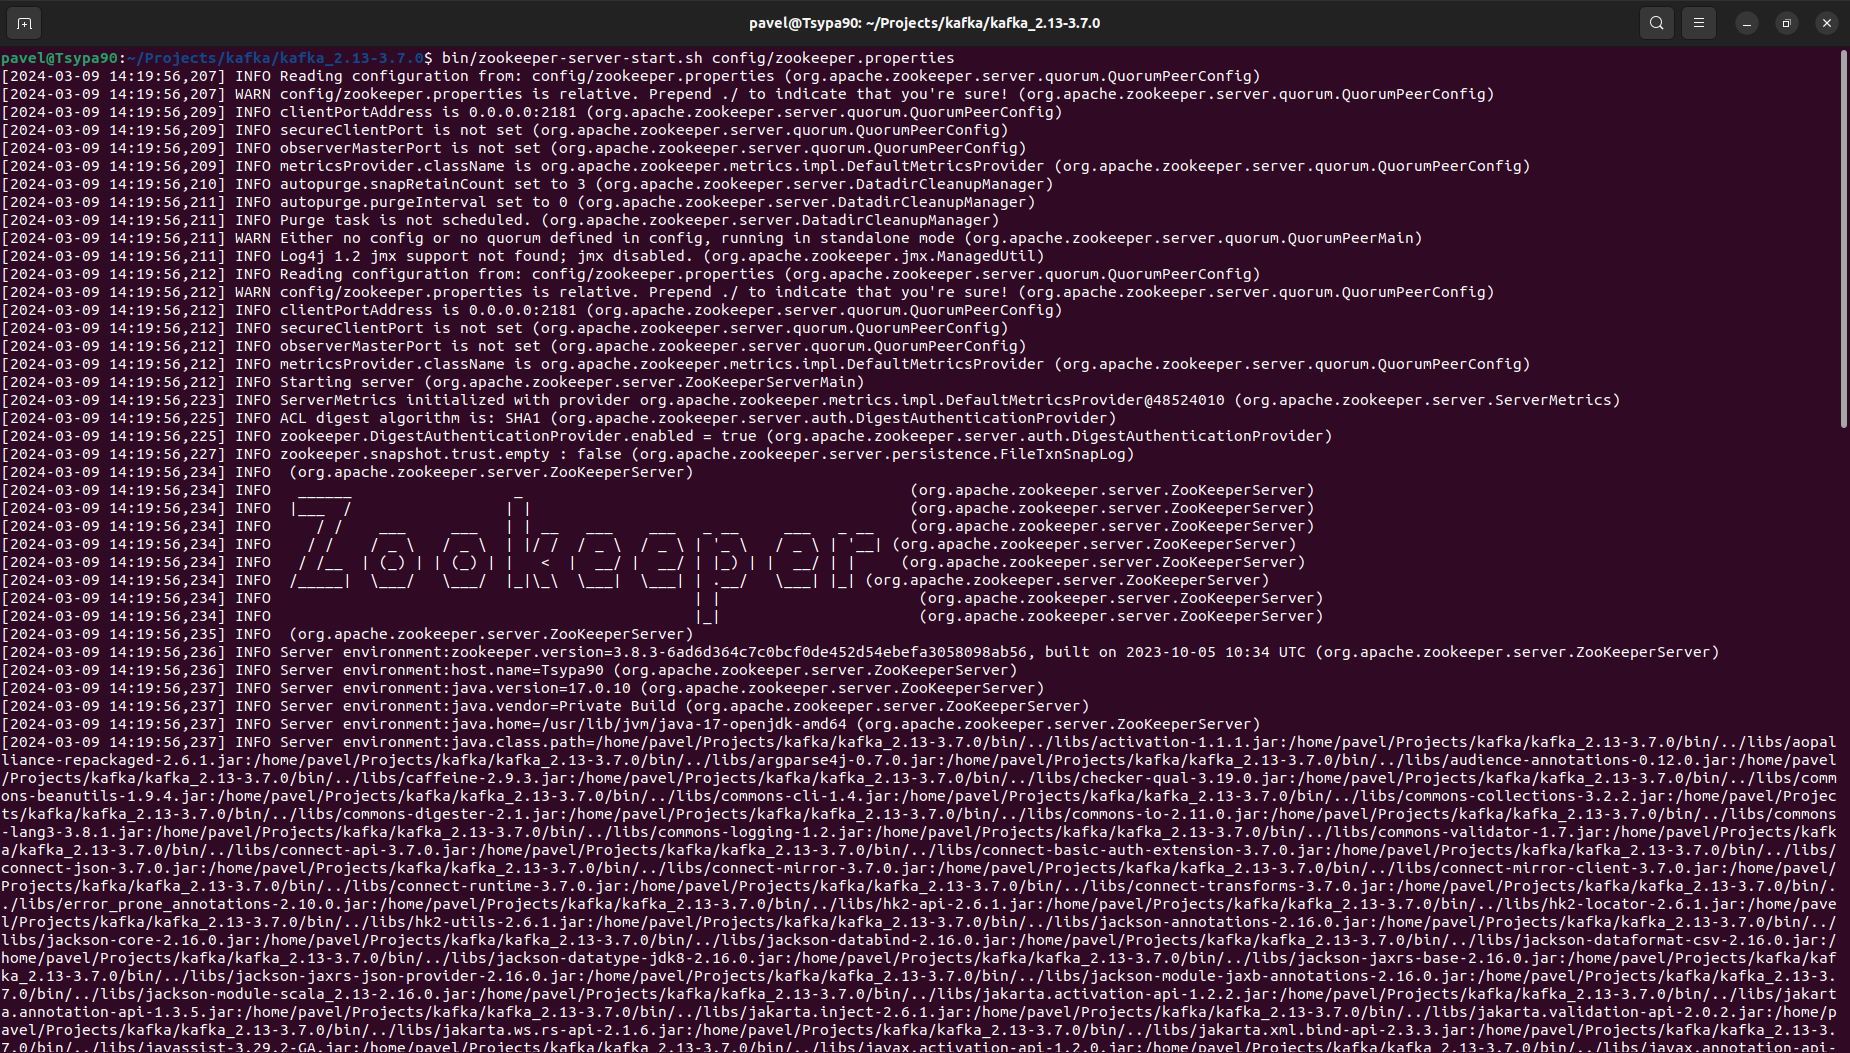 pavel@Tsypa90: ~/Projects/kafka/kafka_2.13-3.7.0
pavel@Tsypa90:~/Projects/kafka/kafka_2.13-3.7.0$ bin/zookeeper-server-start.sh config/zookeeper.properties
[2024-03-09 14:19:56,207] INFO Reading configuration from: config/zookeeper.properties (org.apache.zookeeper.server.quorum.QuorumPeerConfig)
[2024-03-09 14:19:56,207] WARN config/zookeeper.properties is relative. Prepend ./ to indicate that you're sure! (org.apache.zookeeper.server.quorum.QuorumPeerConfig)
[2024-03-09 14:19:56,209] INFO clientPortAddress is 0.0.0.0:2181 (org.apache.zookeeper.server.quorum.QuorumPeerConfig)
[2024-03-09 14:19:56,209] INFO secureClientPort is not set (org.apache.zookeeper.server.quorum.QuorumPeerConfig)
[2024-03-09 14:19:56,209] INFO observerMasterPort is not set (org.apache.zookeeper.server.quorum.QuorumPeerConfig)
[2024-03-09 14:19:56,209] INFO metricsProvider.className is org.apache.zookeeper.metrics.impl.DefaultMetricsProvider (org.apache.zookeeper.server.quorum.QuorumPeerConfig)
[2024-03-09 14:19:56,210] INFO autopurge.snapRetainCount set to 3 (org.apache.zookeeper.server.DatadirCleanupManager)
[2024-03-09 14:19:56,211] INFO autopurge.purgeInterval set to 0 (org.apache.zookeeper.server.DatadirCleanupManager)
[2024-03-09 14:19:56,211] INFO Purge task is not scheduled. (org.apache.zookeeper.server.DatadirCleanupManager)
[2024-03-09 14:19:56,211] WARN Either no config or no quorum defined in config, running in standalone mode (org.apache.zookeeper.server.quorum.QuorumPeerMain)
[2024-03-09 14:19:56,211] INFO Log4j 1.2 jmx support not found; jmx disabled. (org.apache.zookeeper.jmx.ManagedUtil)
[2024-03-09 14:19:56,212] INFO Reading configuration from: config/zookeeper.properties (org.apache.zookeeper.server.quorum.QuorumPeerConfig)
[2024-03-09 14:19:56,212] WARN config/zookeeper.properties is relative. Prepend ./ to indicate that you're sure! (org.apache.zookeeper.server.quorum.QuorumPeerConfig)
[2024-03-09 14:19:56,212] INFO clientPortAddress is 0.0.0.0:2181 (org.apache.zookeeper.server.quorum.QuorumPeerConfig)
[2024-03-09 14:19:56,212] INFO secureClientPort is not set (org.apache.zookeeper.server.quorum.QuorumPeerConfig)
[2024-03-09 14:19:56,212] INFO observerMasterPort is not set (org.apache.zookeeper.server.quorum.QuorumPeerConfig)
[2024-03-09 14:19:56,212] INFO metricsProvider.className is org.apache.zookeeper.metrics.impl.DefaultMetricsProvider (org.apache.zookeeper.server.quorum.QuorumPeerConfig)
[2024-03-09 14:19:56,212] INFO Starting server (org.apache.zookeeper.server.ZooKeeperServerMain)
[2024-03-09 14:19:56,223] INFO ServerMetrics initialized with provider org.apache.zookeeper.metrics.impl.DefaultMetricsProvider@48524010 (org.apache.zookeeper.server.ServerMetrics)
[2024-03-09 14:19:56,225] INFO ACL digest algorithm is: SHA1 (org.apache.zookeeper.server.auth.DigestAuthenticationProvider)
[2024-03-09 14:19:56,225] INFO zookeeper.DigestAuthenticationProvider.enabled = true (org.apache.zookeeper.server.auth.DigestAuthenticationProvider)
[2024-03-09 14:19:56,227] INFO zookeeper.snapshot.trust.empty : false (org.apache.zookeeper.server.persistence.FileTxnSnapLog)
[2024-03-09 14:19:56,234] INFO  (org.apache.zookeeper.server.ZooKeeperServer)
[2024-03-09 14:19:56,234] INFO   ______                  _                                           (org.apache.zookeeper.server.ZooKeeperServer)
[2024-03-09 14:19:56,234] INFO  |___  /                 | |                                          (org.apache.zookeeper.server.ZooKeeperServer)
[2024-03-09 14:19:56,234] INFO     / /    ___     ___   | | __   ___    ___   _ __     ___   _ __    (org.apache.zookeeper.server.ZooKeeperServer)
[2024-03-09 14:19:56,234] INFO    / /    / _ \   / _ \  | |/ /  / _ \  / _ \ | '_ \   / _ \ | '__| (org.apache.zookeeper.server.ZooKeeperServer)
[2024-03-09 14:19:56,234] INFO   / /__  | (_) | | (_) | |   <  |  __/ |  __/ | |_) | |  __/ | |     (org.apache.zookeeper.server.ZooKeeperServer)
[2024-03-09 14:19:56,234] INFO  /_____|  \___/   \___/  |_|\_\  \___|  \___| | .__/   \___| |_| (org.apache.zookeeper.server.ZooKeeperServer)
[2024-03-09 14:19:56,234] INFO                                               | |                      (org.apache.zookeeper.server.ZooKeeperServer)
[2024-03-09 14:19:56,234] INFO                                               |_|                      (org.apache.zookeeper.server.ZooKeeperServer)
[2024-03-09 14:19:56,235] INFO  (org.apache.zookeeper.server.ZooKeeperServer)
[2024-03-09 14:19:56,236] INFO Server environment:zookeeper.version=3.8.3-6ad6d364c7c0bcf0de452d54ebefa3058098ab56, built on 2023-10-05 10:34 UTC (org.apache.zookeeper.server.ZooKeeperServer)
[2024-03-09 14:19:56,236] INFO Server environment:host.name=Tsypa90 (org.apache.zookeeper.server.ZooKeeperServer)
[2024-03-09 14:19:56,237] INFO Server environment:java.version=17.0.10 (org.apache.zookeeper.server.ZooKeeperServer)
[2024-03-09 14:19:56,237] INFO Server environment:java.vendor=Private Build (org.apache.zookeeper.server.ZooKeeperServer)
[2024-03-09 14:19:56,237] INFO Server environment:java.home=/usr/lib/jvm/java-17-openjdk-amd64 (org.apache.zookeeper.server.ZooKeeperServer)
[2024-03-09 14:19:56,237] INFO Server environment:java.class.path=/home/pavel/Projects/kafka/kafka_2.13-3.7.0/bin/../libs/activation-1.1.1.jar:/home/pavel/Projects/kafka/kafka_2.13-3.7.0/bin/../libs/aopal
liance-repackaged-2.6.1.jar:/home/pavel/Projects/kafka/kafka_2.13-3.7.0/bin/../libs/argparse4j-0.7.0.jar:/home/pavel/Projects/kafka/kafka_2.13-3.7.0/bin/../libs/audience-annotations-0.12.0.jar:/home/pavel
/Projects/kafka/kafka_2.13-3.7.0/bin/../libs/caffeine-2.9.3.jar:/home/pavel/Projects/kafka/kafka_2.13-3.7.0/bin/../libs/checker-qual-3.19.0.jar:/home/pavel/Projects/kafka/kafka_2.13-3.7.0/bin/../libs/comm
ons-beanutils-1.9.4.jar:/home/pavel/Projects/kafka/kafka_2.13-3.7.0/bin/../libs/commons-cli-1.4.jar:/home/pavel/Projects/kafka/kafka_2.13-3.7.0/bin/../libs/commons-collections-3.2.2.jar:/home/pavel/Projec
ts/kafka/kafka_2.13-3.7.0/bin/../libs/commons-digester-2.1.jar:/home/pavel/Projects/kafka/kafka_2.13-3.7.0/bin/../libs/commons-io-2.11.0.jar:/home/pavel/Projects/kafka/kafka_2.13-3.7.0/bin/../libs/commons
-lang3-3.8.1.jar:/home/pavel/Projects/kafka/kafka_2.13-3.7.0/bin/../libs/commons-logging-1.2.jar:/home/pavel/Projects/kafka/kafka_2.13-3.7.0/bin/../libs/commons-validator-1.7.jar:/home/pavel/Projects/kafk
a/kafka_2.13-3.7.0/bin/../libs/connect-api-3.7.0.jar:/home/pavel/Projects/kafka/kafka_2.13-3.7.0/bin/../libs/connect-basic-auth-extension-3.7.0.jar:/home/pavel/Projects/kafka/kafka_2.13-3.7.0/bin/../libs/
connect-json-3.7.0.jar:/home/pavel/Projects/kafka/kafka_2.13-3.7.0/bin/../libs/connect-mirror-3.7.0.jar:/home/pavel/Projects/kafka/kafka_2.13-3.7.0/bin/../libs/connect-mirror-client-3.7.0.jar:/home/pavel/
Projects/kafka/kafka_2.13-3.7.0/bin/../libs/connect-runtime-3.7.0.jar:/home/pavel/Projects/kafka/kafka_2.13-3.7.0/bin/../libs/connect-transforms-3.7.0.jar:/home/pavel/Projects/kafka/kafka_2.13-3.7.0/bin/.
./libs/error_prone_annotations-2.10.0.jar:/home/pavel/Projects/kafka/kafka_2.13-3.7.0/bin/../libs/hk2-api-2.6.1.jar:/home/pavel/Projects/kafka/kafka_2.13-3.7.0/bin/../libs/hk2-locator-2.6.1.jar:/home/pave
l/Projects/kafka/kafka_2.13-3.7.0/bin/../libs/hk2-utils-2.6.1.jar:/home/pavel/Projects/kafka/kafka_2.13-3.7.0/bin/../libs/jackson-annotations-2.16.0.jar:/home/pavel/Projects/kafka/kafka_2.13-3.7.0/bin/../
libs/jackson-core-2.16.0.jar:/home/pavel/Projects/kafka/kafka_2.13-3.7.0/bin/../libs/jackson-databind-2.16.0.jar:/home/pavel/Projects/kafka/kafka_2.13-3.7.0/bin/../libs/jackson-dataformat-csv-2.16.0.jar:/
home/pavel/Projects/kafka/kafka_2.13-3.7.0/bin/../libs/jackson-datatype-jdk8-2.16.0.jar:/home/pavel/Projects/kafka/kafka_2.13-3.7.0/bin/../libs/jackson-jaxrs-base-2.16.0.jar:/home/pavel/Projects/kafka/kaf
ka_2.13-3.7.0/bin/../libs/jackson-jaxrs-json-provider-2.16.0.jar:/home/pavel/Projects/kafka/kafka_2.13-3.7.0/bin/../libs/jackson-module-jaxb-annotations-2.16.0.jar:/home/pavel/Projects/kafka/kafka_2.13-3.
7.0/bin/../libs/jackson-module-scala_2.13-2.16.0.jar:/home/pavel/Projects/kafka/kafka_2.13-3.7.0/bin/../libs/jakarta.activation-api-1.2.2.jar:/home/pavel/Projects/kafka/kafka_2.13-3.7.0/bin/../libs/jakart
a.annotation-api-1.3.5.jar:/home/pavel/Projects/kafka/kafka_2.13-3.7.0/bin/../libs/jakarta.inject-2.6.1.jar:/home/pavel/Projects/kafka/kafka_2.13-3.7.0/bin/../libs/jakarta.validation-api-2.0.2.jar:/home/p
avel/Projects/kafka/kafka_2.13-3.7.0/bin/../libs/jakarta.ws.rs-api-2.1.6.jar:/home/pavel/Projects/kafka/kafka_2.13-3.7.0/bin/../libs/jakarta.xml.bind-api-2.3.3.jar:/home/pavel/Projects/kafka/kafka_2.13-3.
7.0/bin/../libs/javassist-3.29.2-GA.jar:/home/pavel/Projects/kafka/kafka_2.13-3.7.0/bin/../libs/javax.activation-api-1.2.0.jar:/home/pavel/Projects/kafka/kafka_2.13-3.7.0/bin/../libs/javax.annotation-api-